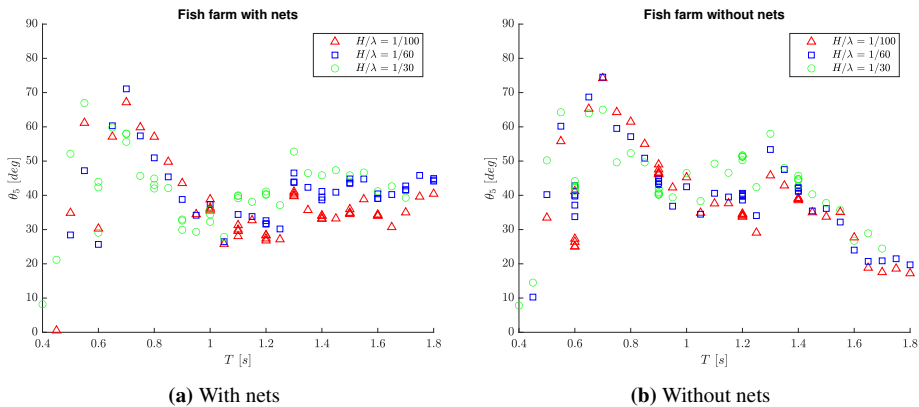 Fish farm with nets
90
80
70
60
50
40
30
20
10
0
θ₅ [deg]
H/λ = 1/100
H/λ = 1/60
H/λ = 1/30
0.4 0.6 0.8 1 1.2 1.4 1.6 1.8
T [s]
(a) With nets
Fish farm without nets
90
80
70
60
50
40
30
20
10
0
θ₅ [deg]
H/λ = 1/100
H/λ = 1/60
H/λ = 1/30
0.4 0.6 0.8 1 1.2 1.4 1.6 1.8
T [s]
(b) Without nets